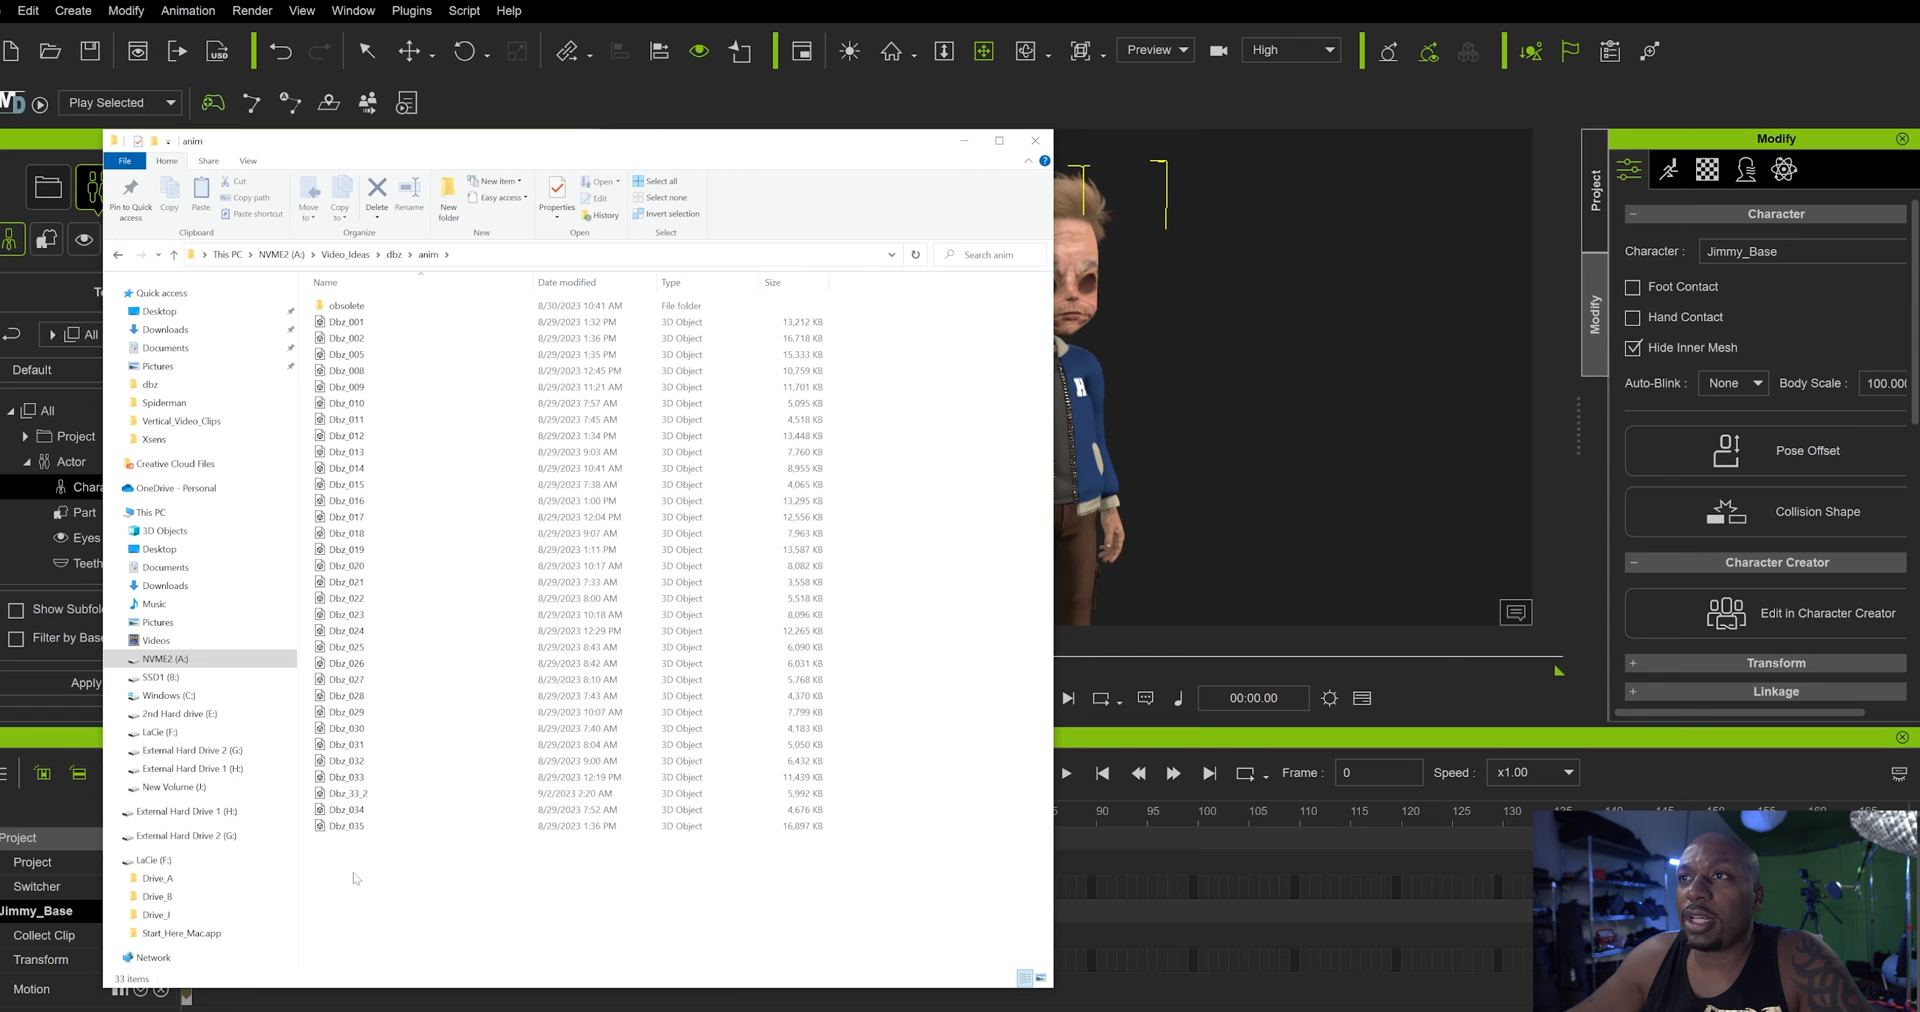 Edit Create Modify Animation Render View Window Plugins Script Help
Preview High
Play Selected
anim
File Home Share View
Pin to Quick access
Copy
Paste
Cut
Copy path
Paste shortcut
Clipboard
Move to
Copy to
Delete
Rename
Organize
New folder
New item
Easy access
New
Properties
Open
Edit
History
Open
Select all
Select none
Invert selection
Select
This PC > NVME2 (A:) > Video_Ideas > dbz > anim >
Search anim
Name Date modified Type Size
obsolete 8/30/2023 10:41 AM File folder
Dbz_001 8/29/2023 1:32 PM 3D Object 13,212 KB
Dbz_002 8/29/2023 1:36 PM 3D Object 16,718 KB
Dbz_005 8/29/2023 1:35 PM 3D Object 15,333 KB
Dbz_008 8/29/2023 12:45 PM 3D Object 10,759 KB
Dbz_009 8/29/2023 11:21 AM 3D Object 11,701 KB
Dbz_010 8/29/2023 7:57 AM 3D Object 5,095 KB
Dbz_011 8/29/2023 7:45 AM 3D Object 4,518 KB
Dbz_012 8/29/2023 1:34 PM 3D Object 13,448 KB
Dbz_013 8/29/2023 9:03 AM 3D Object 7,760 KB
Dbz_014 8/29/2023 10:41 AM 3D Object 8,955 KB
Dbz_015 8/29/2023 7:38 AM 3D Object 4,065 KB
Dbz_016 8/29/2023 1:00 PM 3D Object 13,295 KB
Dbz_017 8/29/2023 12:04 PM 3D Object 12,556 KB
Dbz_018 8/29/2023 9:07 AM 3D Object 7,963 KB
Dbz_019 8/29/2023 1:11 PM 3D Object 13,587 KB
Dbz_020 8/29/2023 10:17 AM 3D Object 8,082 KB
Dbz_021 8/29/2023 7:33 AM 3D Object 3,558 KB
Dbz_022 8/29/2023 8:00 AM 3D Object 5,518 KB
Dbz_023 8/29/2023 10:18 AM 3D Object 8,096 KB
Dbz_024 8/29/2023 12:29 PM 3D Object 12,265 KB
Dbz_025 8/29/2023 8:43 AM 3D Object 6,090 KB
Dbz_026 8/29/2023 8:42 AM 3D Object 6,031 KB
Dbz_027 8/29/2023 8:10 AM 3D Object 5,768 KB
Dbz_028 8/29/2023 7:43 AM 3D Object 4,370 KB
Dbz_029 8/29/2023 10:07 AM 3D Object 7,799 KB
Dbz_030 8/29/2023 7:40 AM 3D Object 4,183 KB
Dbz_031 8/29/2023 8:04 AM 3D Object 5,050 KB
Dbz_032 8/29/2023 9:00 AM 3D Object 6,432 KB
Dbz_033 8/29/2023 12:19 PM 3D Object 11,439 KB
Dbz_33_2 9/2/2023 2:20 AM 3D Object 5,992 KB
Dbz_034 8/29/2023 7:52 AM 3D Object 4,676 KB
Dbz_035 8/29/2023 1:36 PM 3D Object 16,897 KB
Quick access
Desktop
Downloads
Documents
Pictures
dbz
Spiderman
Vertical_Video_Clips
Xsens
Creative Cloud Files
OneDrive - Personal
This PC
3D Objects
Desktop
Documents
Downloads
Music
Pictures
Videos
NVME2 (A:)
SSD1 (B:)
Windows (C:)
2nd Hard drive (E:)
LaCie (F:)
External Hard Drive 2 (G:)
External Hard Drive 1 (H:)
New Volume (J:)
External Hard Drive 1 (H:)
External Hard Drive 2 (G:)
LaCie (F:)
Drive_A
Drive_B
Drive_J
Start_Here_Mac.app
Network
33 items
All
Default
All
Project
Actor
Chara
Part
Eyes
Teeth
Show Subfol
Filter by Base
Apply
Project
Project
Switcher
Jimmy_Base
Collect Clip
Transform
Motion
Project
Modify
Modify
Character
Character : Jimmy_Base
Foot Contact
Hand Contact
Hide Inner Mesh
Auto-Blink : None Body Scale : 100.00
Pose Offset
Collision Shape
Character Creator
Edit in Character Creator
Transform
Linkage
00:00.00
Frame : 0 Speed : x1.00
90 95 100 105 110 115 120 125 130